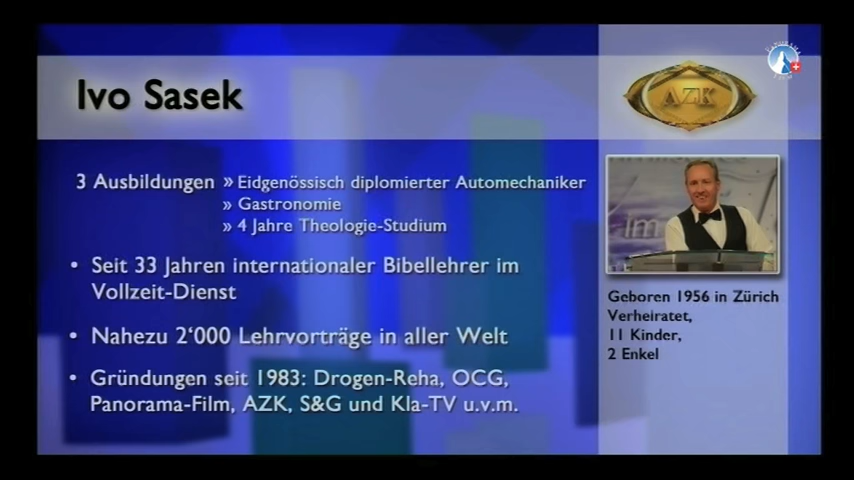 Ivo Sasek
AZK
3 Ausbildungen » Eidgenössisch diplomierter Automechaniker
» Gastronomie
» 4 Jahre Theologie-Studium
• Seit 33 Jahren internationaler Bibellehrer im
Vollzeit-Dienst
• Nahezu 2‘000 Lehrvorträge in aller Welt
• Gründungen seit 1983: Drogen-Reha, OCG,
Panorama-Film, AZK, S&G und Kla-TV u.v.m.
Geboren 1956 in Zürich
Verheiratet,
11 Kinder,
2 Enkel